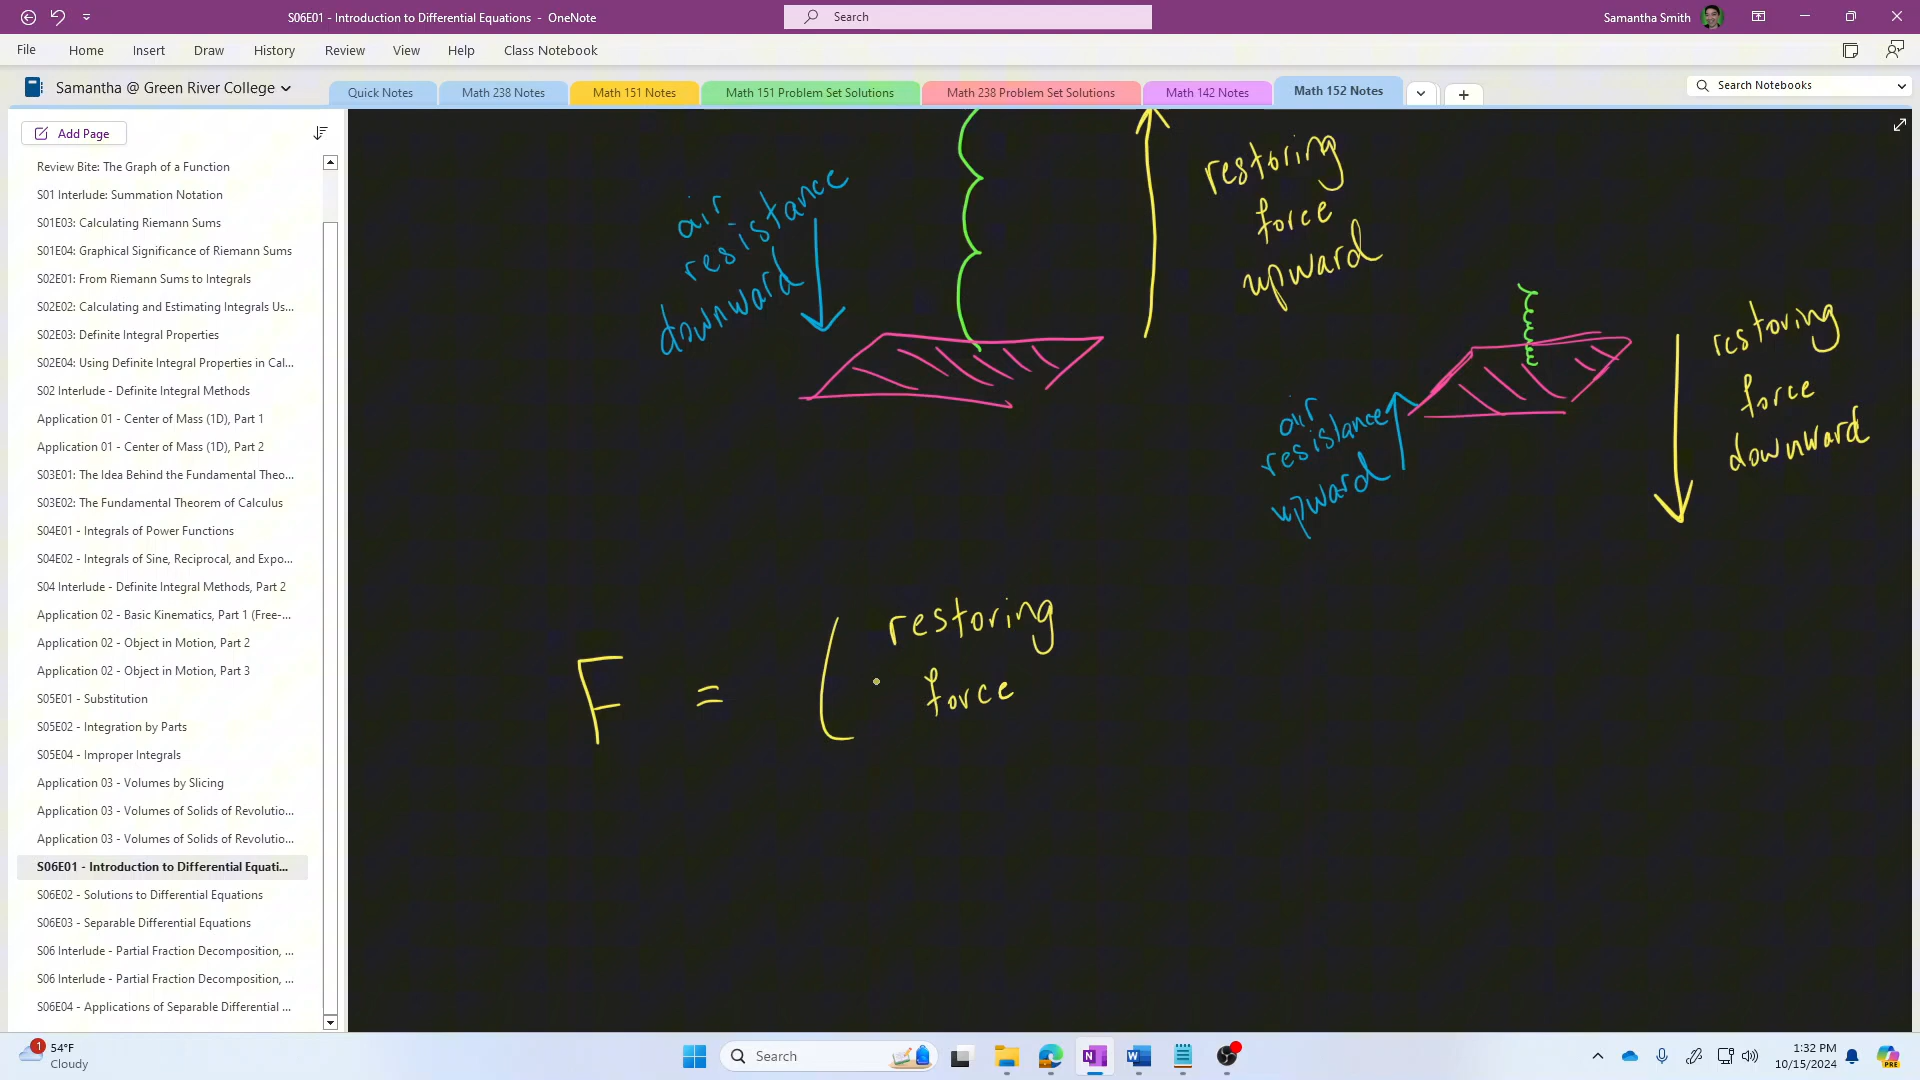 S06E01 - Introduction to Differential Equations - OneNote
Search
Samantha Smith
File Home Insert Draw History Review View Help Class Notebook
Samantha @ Green River College
Quick Notes
Math 238 Notes
Math 151 Notes
Math 151 Problem Set Solutions
Math 238 Problem Set Solutions
Math 142 Notes
Math 152 Notes
Search Notebooks
Add Page
Review Bite: The Graph of a Function
S01 Interlude: Summation Notation
S01E03: Calculating Riemann Sums
S01E04: Graphical Significance of Riemann Sums
S02E01: From Riemann Sums to Integrals
S02E02: Calculating and Estimating Integrals Us...
S02E03: Definite Integral Properties
S02E04: Using Definite Integral Properties in Cal...
S02 Interlude - Definite Integral Methods
Application 01 - Center of Mass (1D), Part 1
Application 01 - Center of Mass (1D), Part 2
S03E01: The Idea Behind the Fundamental Theo...
S03E02: The Fundamental Theorem of Calculus
S04E01 - Integrals of Power Functions
S04E02 - Integrals of Sine, Reciprocal, and Expo...
S04 Interlude - Definite Integral Methods, Part 2
Application 02 - Basic Kinematics, Part 1 (Free-...
Application 02 - Object in Motion, Part 2
Application 02 - Object in Motion, Part 3
S05E01 - Substitution
S05E02 - Integration by Parts
S05E04 - Improper Integrals
Application 03 - Volumes by Slicing
Application 03 - Volumes of Solids of Revolutio...
Application 03 - Volumes of Solids of Revolutio...
S06E01 - Introduction to Differential Equati...
S06E02 - Solutions to Differential Equations
S06E03 - Separable Differential Equations
S06 Interlude - Partial Fraction Decomposition, ...
S06 Interlude - Partial Fraction Decomposition, ...
S06E04 - Applications of Separable Differential ...
air
resistance
downward
restoring
force
upward
air
resistance
upward
restoring
force
downward
F = ( restoring
force
1
54°F
Cloudy
Search
1:32 PM
10/15/2024
PRE